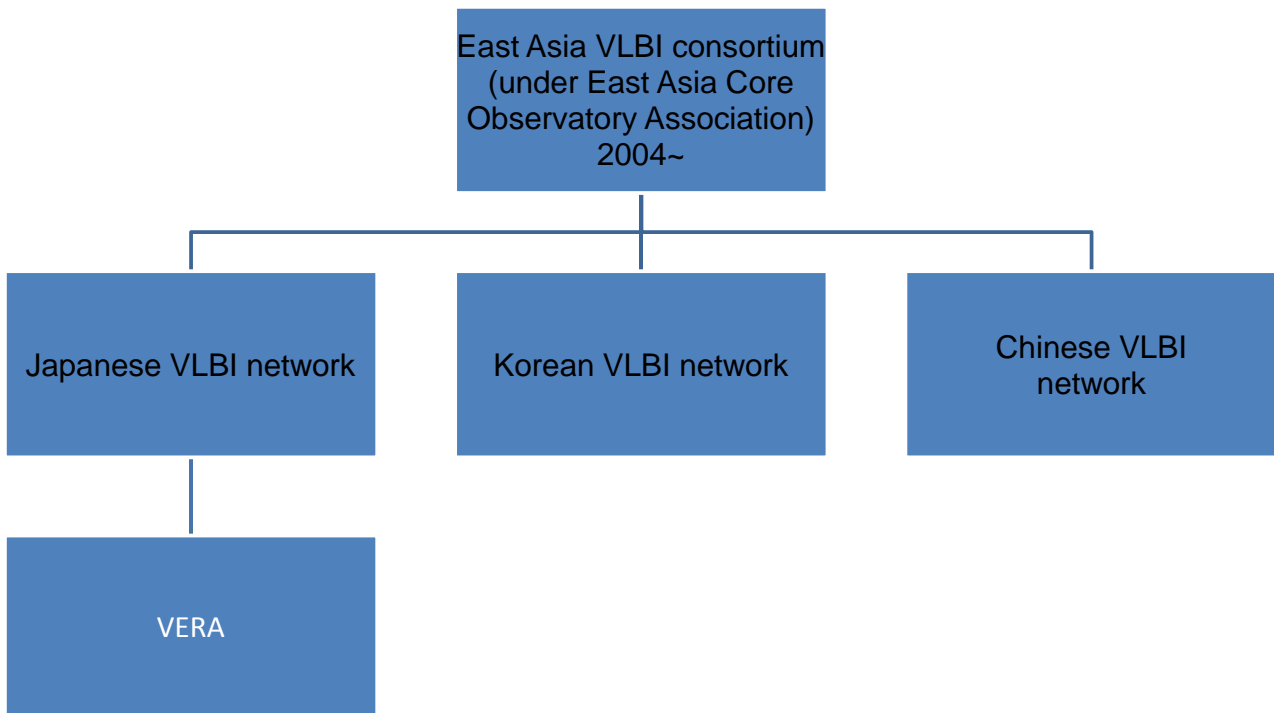 East Asia VLBI consortium
(under East Asia Core
Observatory Association)
2004~
Japanese VLBI network
Korean VLBI network
Chinese VLBI
network
VERA